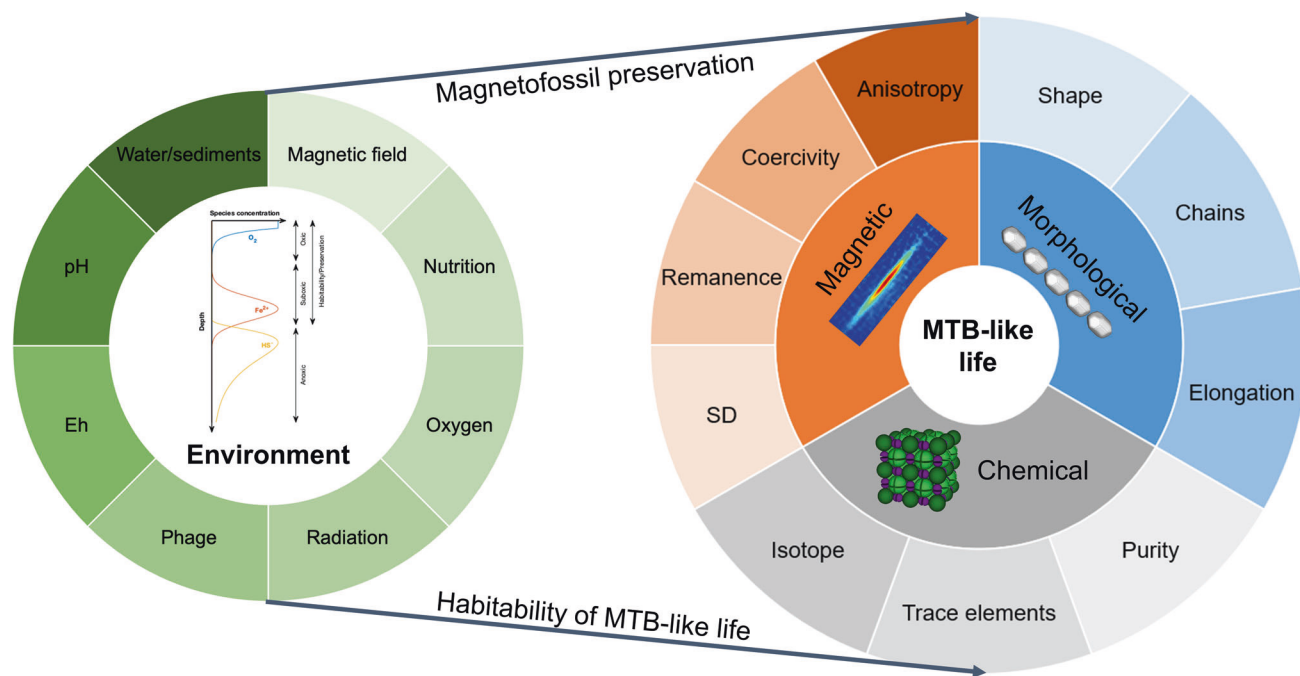 Magnetofossil preservation
Water/sediments
Magnetic field
Nutrition
Oxygen
Radiation
Phage
Eh
pH
Species concentration
O₂
Fe²⁺
HS⁻
Depth
Oxic
Suboxic
Anoxic
Habitability/Preservation
Environment
Habitability of MTB-like life
Anisotropy
Coercivity
Remanence
SD
Magnetic
Shape
Chains
Elongation
Morphological
MTB-like
life
Chemical
Isotope
Trace elements
Purity